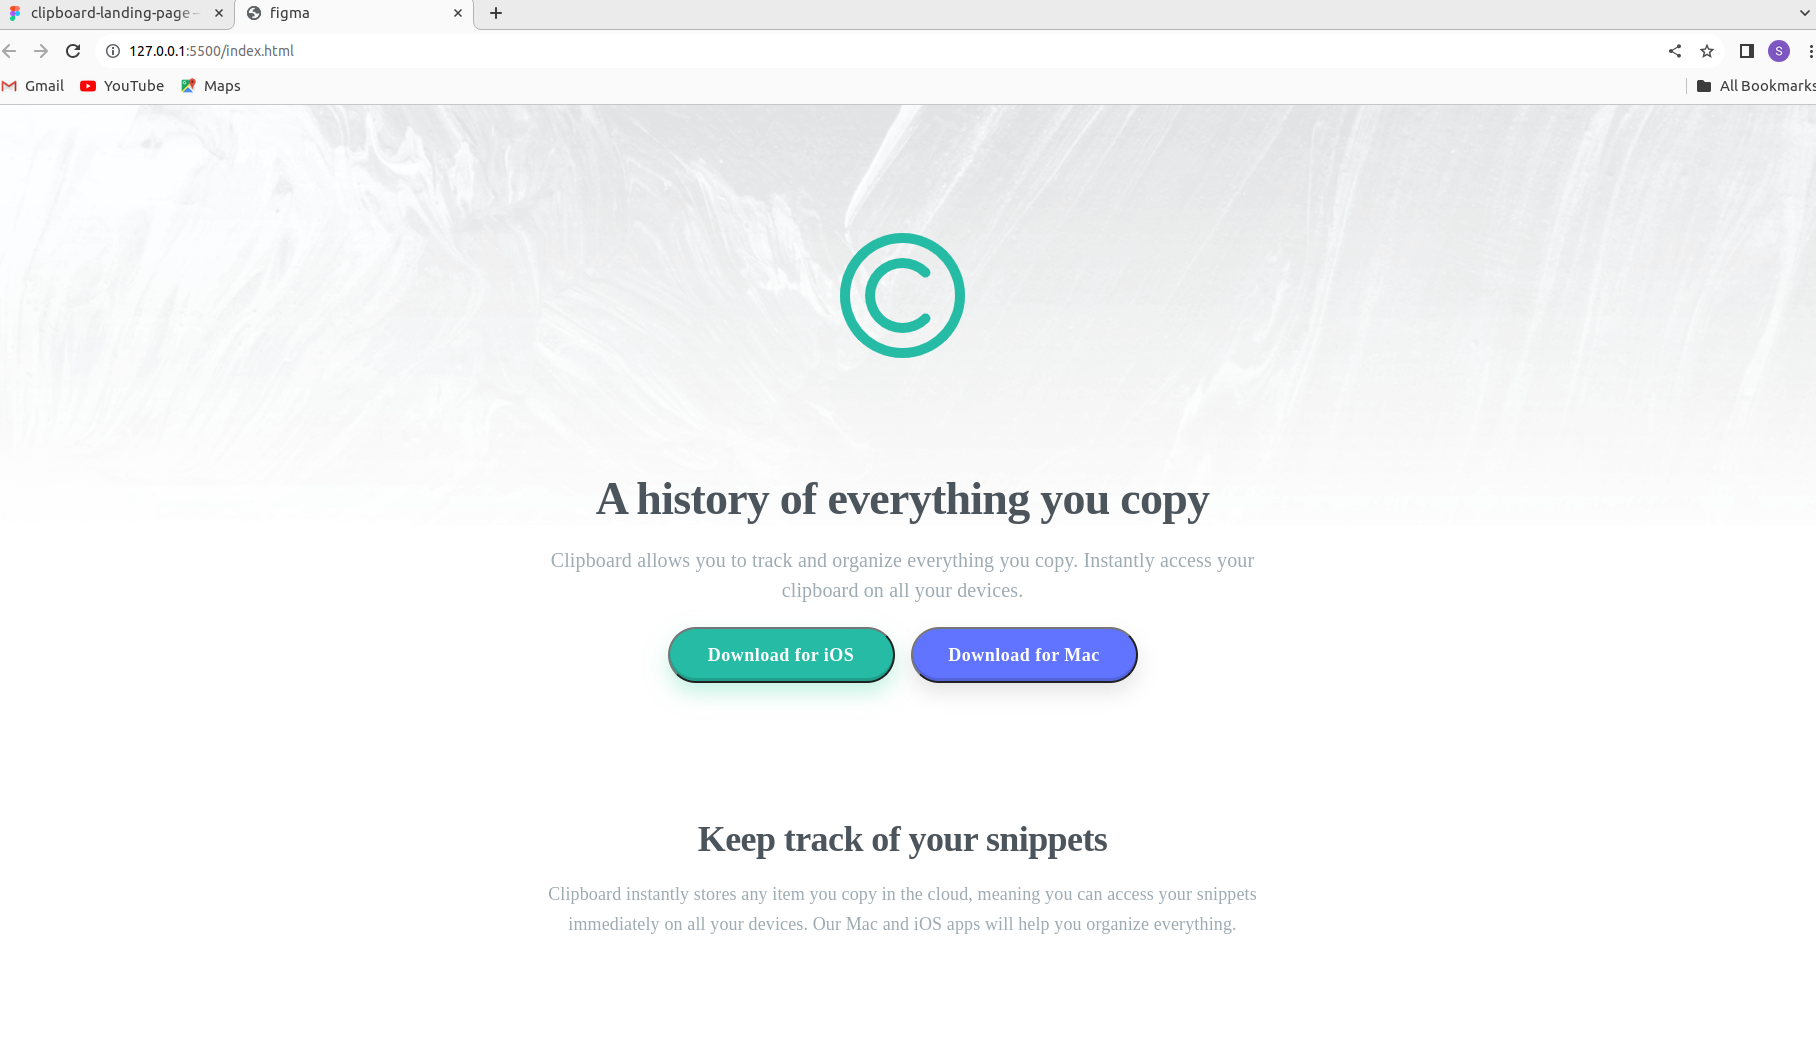 clipboard-landing-page –
figma
127.0.0.1:5500/index.html
S
Gmail
YouTube
Maps
All Bookmarks
C
A history of everything you copy
Clipboard allows you to track and organize everything you copy. Instantly access your
clipboard on all your devices.
Download for iOS
Download for Mac
Keep track of your snippets
Clipboard instantly stores any item you copy in the cloud, meaning you can access your snippets
immediately on all your devices. Our Mac and iOS apps will help you organize everything.